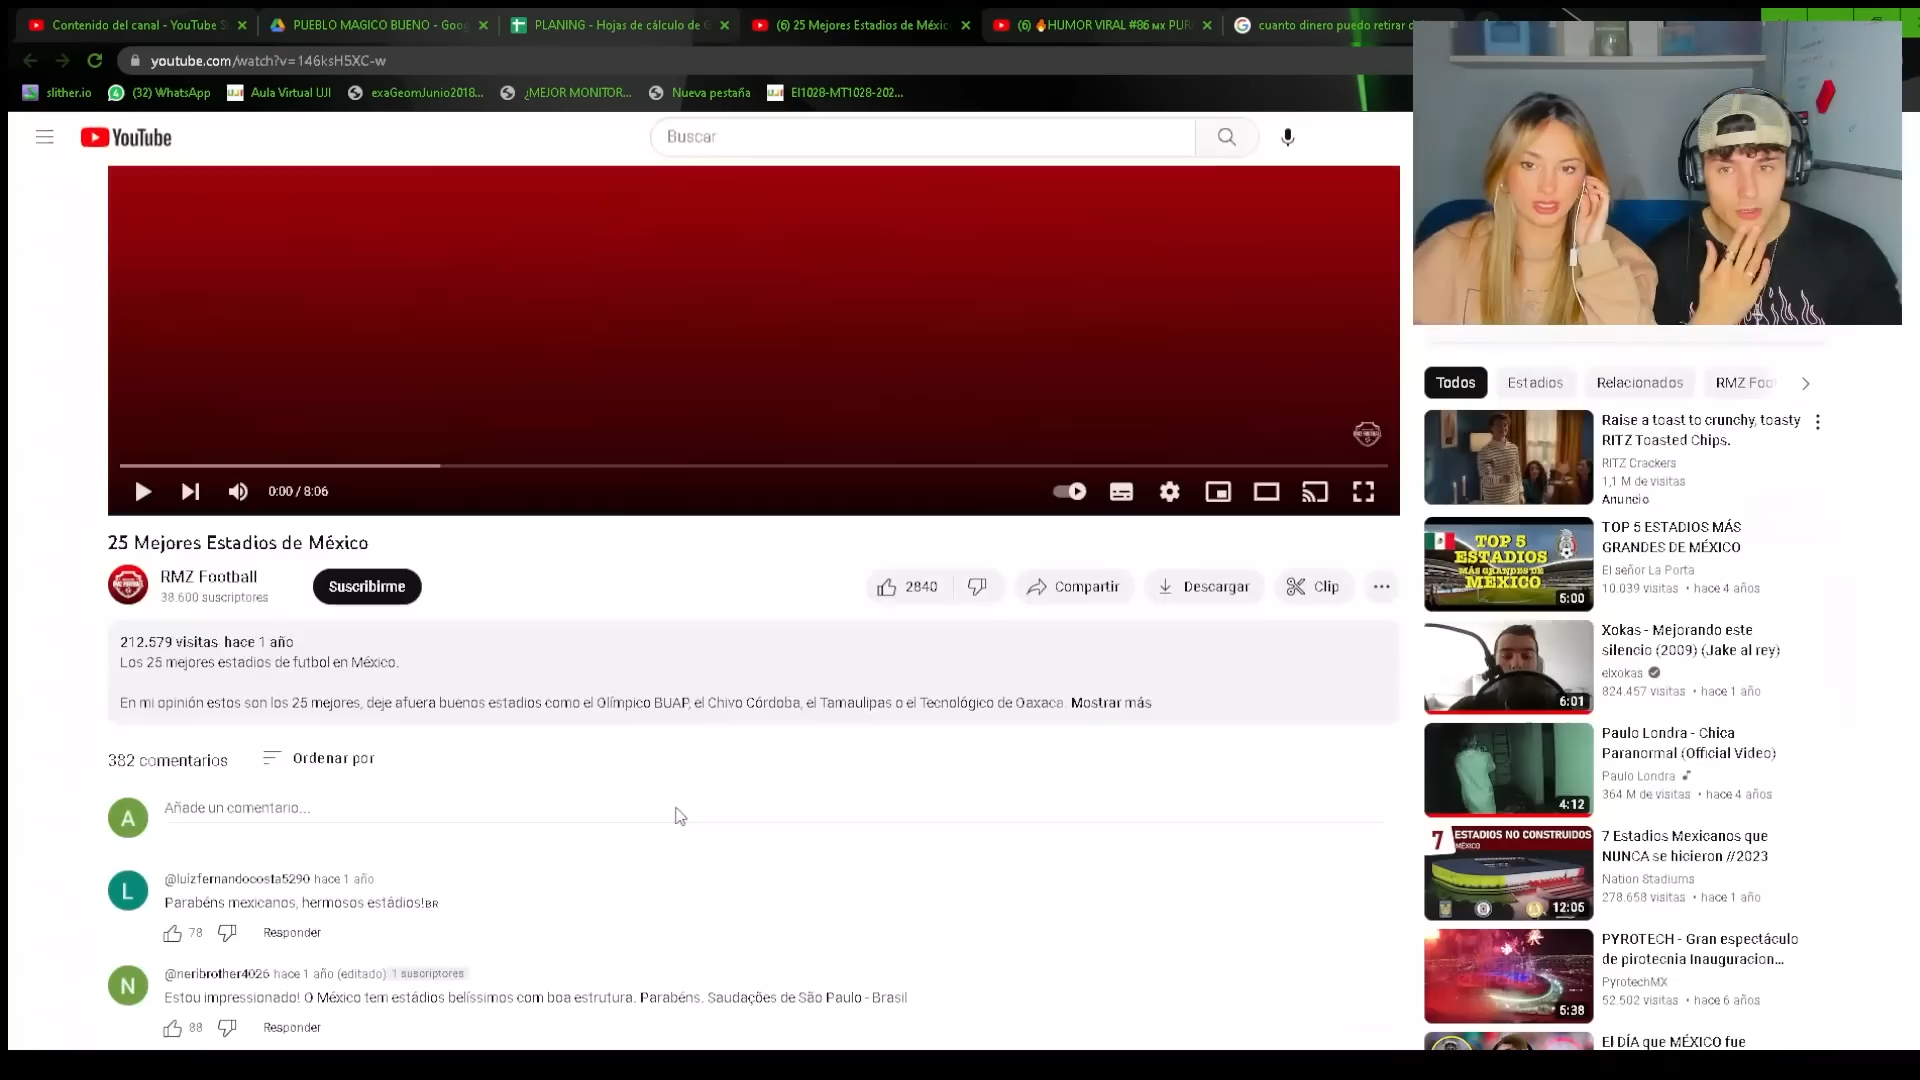 Contenido del canal - YouTube S
PUEBLO MAGICO BUENO - Goog
PLANING - Hojas de cálculo de G
(6) 25 Mejores Estadios de Méxic
(6) 🔥HUMOR VIRAL #86 MX PUR
cuanto dinero puedo retirar d
youtube.com/watch?v=146ksH5XC-w
slither.io
(32) WhatsApp
Aula Virtual UJI
exaGeomJunio2018...
¿MEJOR MONITOR...
Nueva pestaña
EI1028-MT1028-202...
YouTube
Buscar
0:00 / 8:06
25 Mejores Estadios de México
RMZ Football
38.600 suscriptores
Suscribirme
2840
Compartir
Descargar
Clip
212.579 visitas hace 1 año
Los 25 mejores estadios de futbol en México.
En mi opinión estos son los 25 mejores, deje afuera buenos estadios como el Olímpico BUAP, el Chivo Córdoba, el Tamaulipas o el Tecnológico de Oaxaca. Mostrar más
382 comentarios
Ordenar por
A
Añade un comentario...
L
@luizfernandocosta5290 hace 1 año
Parabéns mexicanos, hermosos estádios!BR
78
Responder
N
@neribrother4026 hace 1 año (editado) 1 suscriptores
Estou impressionado! O México tem estádios belíssimos com boa estrutura. Parabéns. Saudações de São Paulo - Brasil
88
Responder
Todos
Estadios
Relacionados
RMZ Foo
Raise a toast to crunchy, toasty
RITZ Toasted Chips.
RITZ Crackers
1,1 M de visitas
Anuncio
TOP 5
ESTADIOS
MÁS GRANDES DE
MÉXICO
5:00
TOP 5 ESTADIOS MÁS
GRANDES DE MÉXICO
El señor La Porta
10.039 visitas • hace 4 años
6:01
Xokas - Mejorando este
silencio (2009) (Jake al rey)
elxokas
824.457 visitas • hace 1 año
4:12
Paulo Londra - Chica
Paranormal (Official Video)
Paulo Londra
364 M de visitas • hace 4 años
7 ESTADIOS NO CONSTRUIDOS
MÉXICO
12:05
7 Estadios Mexicanos que
NUNCA se hicieron //2023
Nation Stadiums
278.658 visitas • hace 1 año
5:38
PYROTECH - Gran espectáculo
de pirotecnia Inauguracion...
PyrotechMX
52.502 visitas • hace 6 años
El DÍA que MÉXICO fue